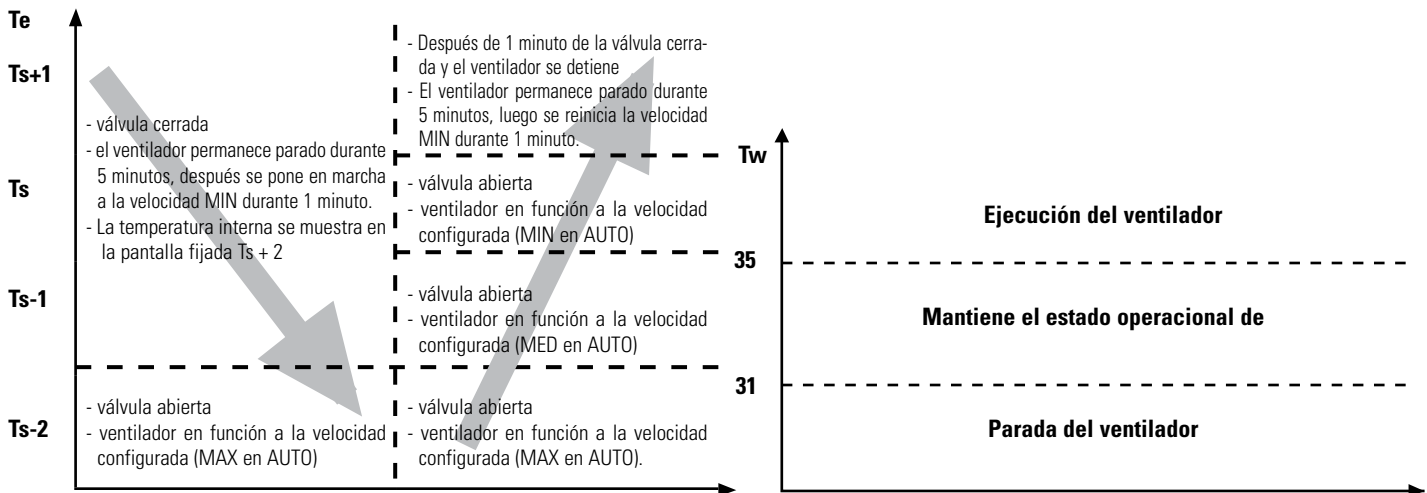 Te
Ts+1
Ts
Ts-1
Ts-2
- válvula cerrada
- el ventilador permanece parado durante
5 minutos, después se pone en marcha
a la velocidad MIN durante 1 minuto.
- La temperatura interna se muestra en
la pantalla fijada Ts + 2
- válvula abierta
- ventilador en función a la velocidad
configurada (MAX en AUTO)
- Después de 1 minuto de la válvula cerra-
da y el ventilador se detiene
- El ventilador permanece parado durante
5 minutos, luego se reinicia la velocidad
MIN durante 1 minuto.
- válvula abierta
- ventilador en función a la velocidad
configurada (MIN en AUTO)
- válvula abierta
- ventilador en función a la velocidad
configurada (MED en AUTO)
- válvula abierta
- ventilador en función a la velocidad
configurada (MAX en AUTO).
Tw
35
31
Ejecución del ventilador
Mantiene el estado operacional de
Parada del ventilador